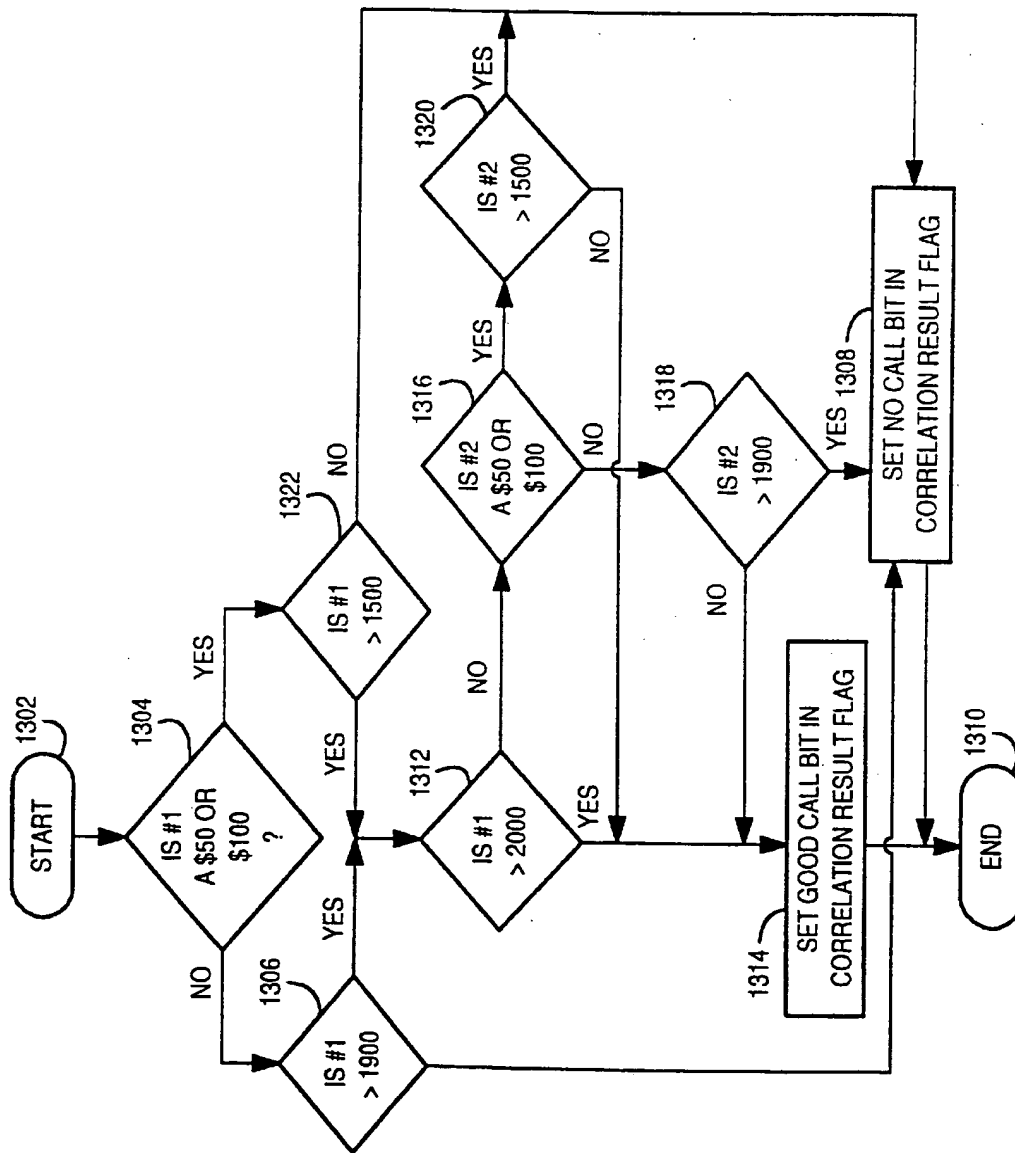 START
1302
IS #1
A $50 OR
$100
?
1304
NO
YES
IS #1
> 1900
1306
YES
IS #1
> 1500
1322
YES
NO
IS #1
> 2000
1312
NO
YES
IS #2
A $50 OR
$100
1316
YES
NO
IS #2
> 1500
1320
YES
NO
IS #2
> 1900
1318
NO
YES
SET GOOD CALL BIT IN
CORRELATION RESULT FLAG
1314
SET NO CALL BIT IN
CORRELATION RESULT FLAG
1308
END
1310